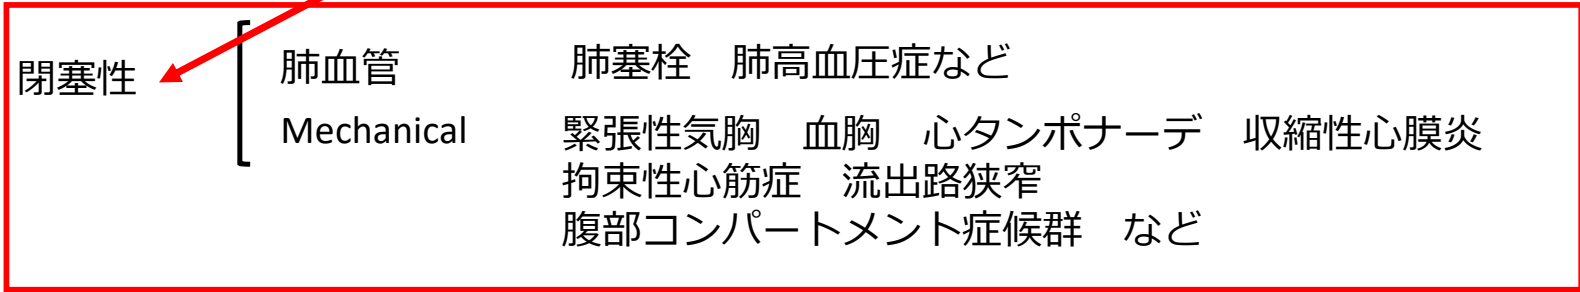 閉塞性
肺血管　肺塞栓　肺高血圧症など
Mechanical　緊張性気胸　血胸　心タンポナーデ　収縮性心膜炎
拘束性心筋症　流出路狭窄
腹部コンパートメント症候群　など